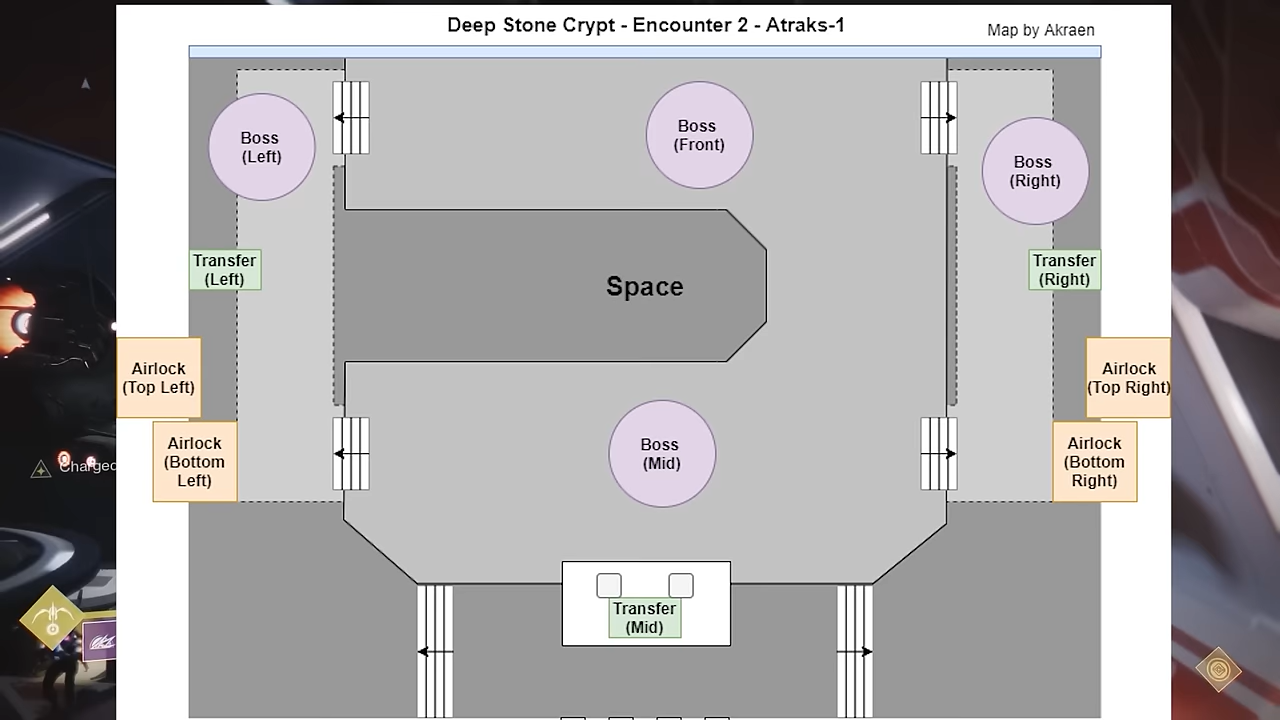 Deep Stone Crypt - Encounter 2 - Atraks-1
Map by Akraen
Boss
(Left)
Boss
(Front)
Boss
(Right)
Transfer
(Left)
Space
Transfer
(Right)
Airlock
(Top Left)
Airlock
(Top Right)
Airlock
(Bottom
Left)
Boss
(Mid)
Airlock
(Bottom
Right)
Charged
Transfer
(Mid)